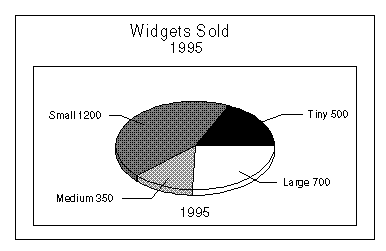 Widgets Sold
1995
Small 1200
Tiny 500
Large 700
Medium 350
1995